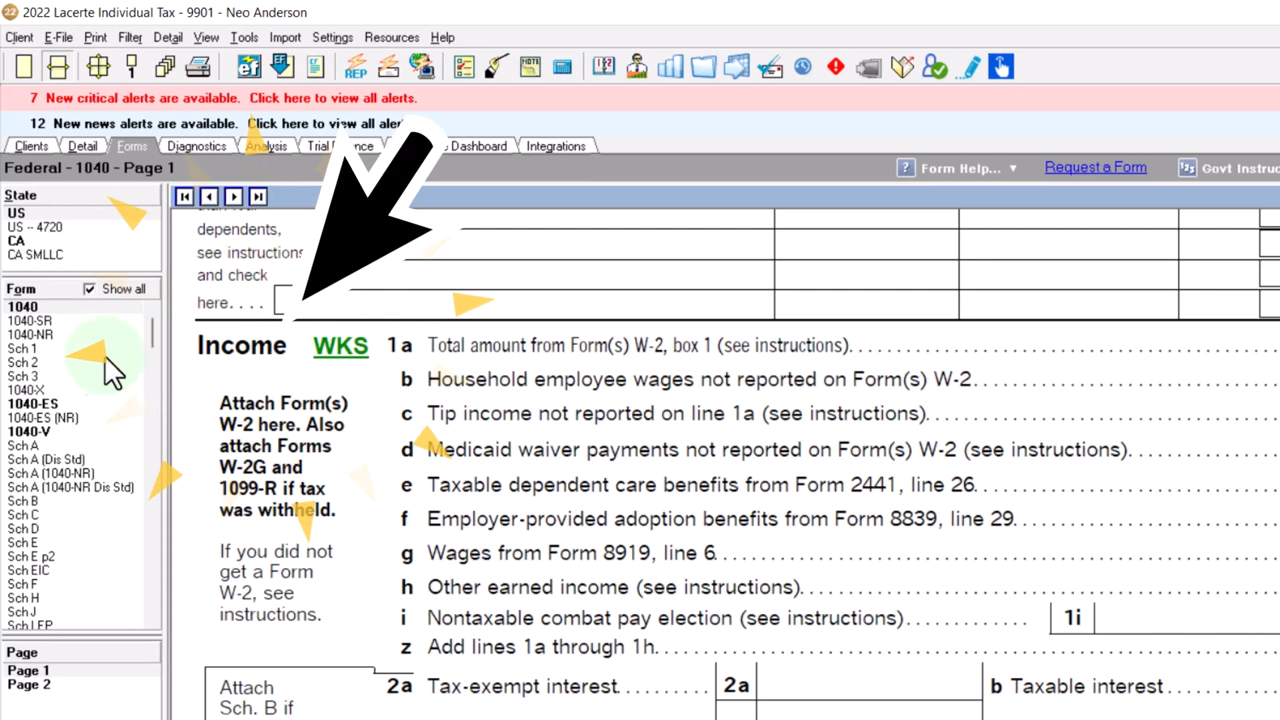 22 2022 Lacerte Individual Tax - 9901 - Neo Anderson
Client E-File Print Filter Detail View Tools Import Settings Resources Help
7 New critical alerts are available. Click here to view all alerts.
12 New news alerts are available. Click here to view all
Clients Detail Forms Diagnostics Analysis Trial Dashboard Integrations
Federal - 1040 - Page 1
Form Help... Request a Form Govt
State
US
US -- 4720
CA
CA SMLLC
Form Show all
1040
1040-SR
1040-NR
Sch 1
Sch 2
Sch 3
1040-X
1040-ES
1040-ES (NR)
1040-V
Sch A
Sch A (Dis Std)
Sch A (1040-NR)
Sch A (1040-NR Dis Std)
Sch B
Sch C
Sch D
Sch E
Sch E p2
Sch EIC
Sch F
Sch H
Sch J
Sch LEP
Page
Page 1
Page 2
dependents,
see instructions
and check
here....
Income WKS
Attach Form(s)
W-2 here. Also
attach Forms
W-2G and
1099-R if tax
was withheld.
If you did not
get a Form
W-2, see
instructions.
1a Total amount from Form(s) W-2, box 1 (see instructions).
b Household employee wages not reported on Form(s) W-2.
c Tip income not reported on line 1a (see instructions).
d Medicaid waiver payments not reported on Form(s) W-2 (see instructions).
e Taxable dependent care benefits from Form 2441, line 26.
f Employer-provided adoption benefits from Form 8839, line 29.
g Wages from Form 8919, line 6.
h Other earned income (see instructions).
i Nontaxable combat pay election (see instructions). 1i
z Add lines 1a through 1h.
Attach
Sch. B if
2a Tax-exempt interest. 2a b Taxable interest